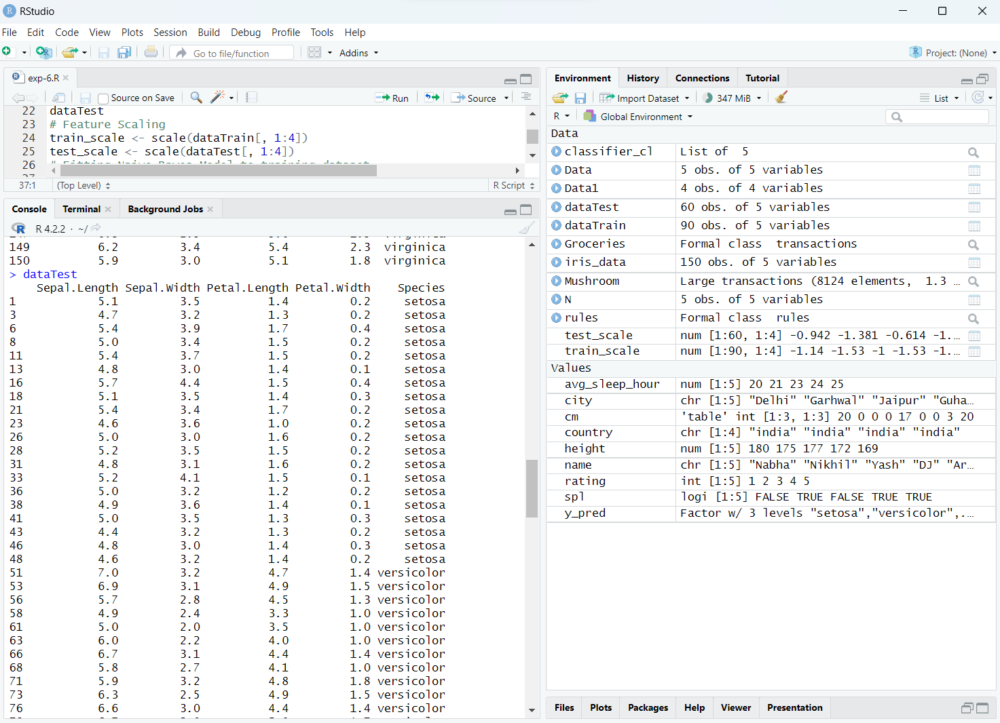 RStudio
File Edit Code View Plots Session Build Debug Profile Tools Help
Go to file/function Addins Project: (None)
exp-6.R
Source on Save Run Source
22 dataTest
23 # Feature Scaling
24 train_scale <- scale(dataTrain[, 1:4])
25 test_scale <- scale(dataTest[, 1:4])
26 # Fitting Naive Bayes Model to training dataset
27
37:1 (Top Level) R Script
Console Terminal Background Jobs
R 4.2.2 · ~/
149 6.2 3.4 5.4 2.3 virginica
150 5.9 3.0 5.1 1.8 virginica
> dataTest
Sepal.Length Sepal.Width Petal.Length Petal.Width Species
1 5.1 3.5 1.4 0.2 setosa
3 4.7 3.2 1.3 0.2 setosa
6 5.4 3.9 1.7 0.4 setosa
8 5.0 3.4 1.5 0.2 setosa
11 5.4 3.7 1.5 0.2 setosa
13 4.8 3.0 1.4 0.1 setosa
16 5.7 4.4 1.5 0.4 setosa
18 5.1 3.5 1.4 0.3 setosa
21 5.4 3.4 1.7 0.2 setosa
23 4.6 3.6 1.0 0.2 setosa
26 5.0 3.0 1.6 0.2 setosa
28 5.2 3.5 1.5 0.2 setosa
31 4.8 3.1 1.6 0.2 setosa
33 5.2 4.1 1.5 0.1 setosa
36 5.0 3.2 1.2 0.2 setosa
38 4.9 3.6 1.4 0.1 setosa
41 5.0 3.5 1.3 0.3 setosa
43 4.4 3.2 1.3 0.2 setosa
46 4.8 3.0 1.4 0.3 setosa
48 4.6 3.2 1.4 0.2 setosa
51 7.0 3.2 4.7 1.4 versicolor
53 6.9 3.1 4.9 1.5 versicolor
56 5.7 2.8 4.5 1.3 versicolor
58 4.9 2.4 3.3 1.0 versicolor
61 5.0 2.0 3.5 1.0 versicolor
63 6.0 2.2 4.0 1.0 versicolor
66 6.7 3.1 4.4 1.4 versicolor
68 5.8 2.7 4.1 1.0 versicolor
71 5.9 3.2 4.8 1.8 versicolor
73 6.3 2.5 4.9 1.5 versicolor
76 6.6 3.0 4.4 1.4 versicolor
Environment History Connections Tutorial
Import Dataset 347 MiB List
R Global Environment
Data
classifier_cl List of 5
Data 5 obs. of 5 variables
Data1 4 obs. of 4 variables
dataTest 60 obs. of 5 variables
dataTrain 90 obs. of 5 variables
Groceries Formal class transactions
iris_data 150 obs. of 5 variables
Mushroom Large transactions (8124 elements, 1.3 …
N 5 obs. of 5 variables
rules Formal class rules
test_scale num [1:60, 1:4] -0.942 -1.381 -0.614 -1.…
train_scale num [1:90, 1:4] -1.14 -1.53 -1 -1.53 -1.…
Values
avg_sleep_hour num [1:5] 20 21 23 24 25
city chr [1:5] "Delhi" "Garhwal" "Jaipur" "Guha…
cm 'table' int [1:3, 1:3] 20 0 0 0 17 0 0 3 20
country chr [1:4] "india" "india" "india" "india"
height num [1:5] 180 175 177 172 169
name chr [1:5] "Nabha" "Nikhil" "Yash" "DJ" "Ar…
rating int [1:5] 1 2 3 4 5
spl logi [1:5] FALSE TRUE FALSE TRUE TRUE
y_pred Factor w/ 3 levels "setosa","versicolor",.…
Files Plots Packages Help Viewer Presentation